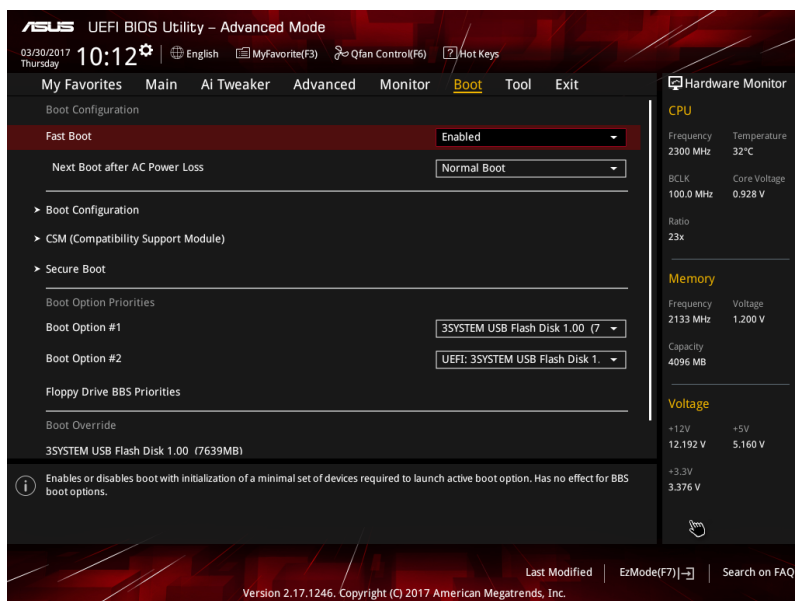 ASUS UEFI BIOS Utility – Advanced Mode
03/30/2017 Thursday 10:12 English MyFavorite(F3) Qfan Control(F6) ? Hot Keys
My Favorites Main Ai Tweaker Advanced Monitor Boot Tool Exit
Boot Configuration
Fast Boot Enabled
Next Boot after AC Power Loss Normal Boot
Boot Configuration
CSM (Compatibility Support Module)
Secure Boot
Boot Option Priorities
Boot Option #1 3SYSTEM USB Flash Disk 1.00 (7
Boot Option #2 UEFI: 3SYSTEM USB Flash Disk 1.
Floppy Drive BBS Priorities
Boot Override
3SYSTEM USB Flash Disk 1.00 (7639MB)
Enables or disables boot with initialization of a minimal set of devices required to launch active boot option. Has no effect for BBS
boot options.
Hardware Monitor
CPU
Frequency Temperature
2300 MHz 32°C
BCLK Core Voltage
100.0 MHz 0.928 V
Ratio
23x
Memory
Frequency Voltage
2133 MHz 1.200 V
Capacity
4096 MB
Voltage
+12V +5V
12.192 V 5.160 V
+3.3V
3.376 V
Last Modified EzMode(F7) Search on FAQ
Version 2.17.1246. Copyright (C) 2017 American Megatrends, Inc.